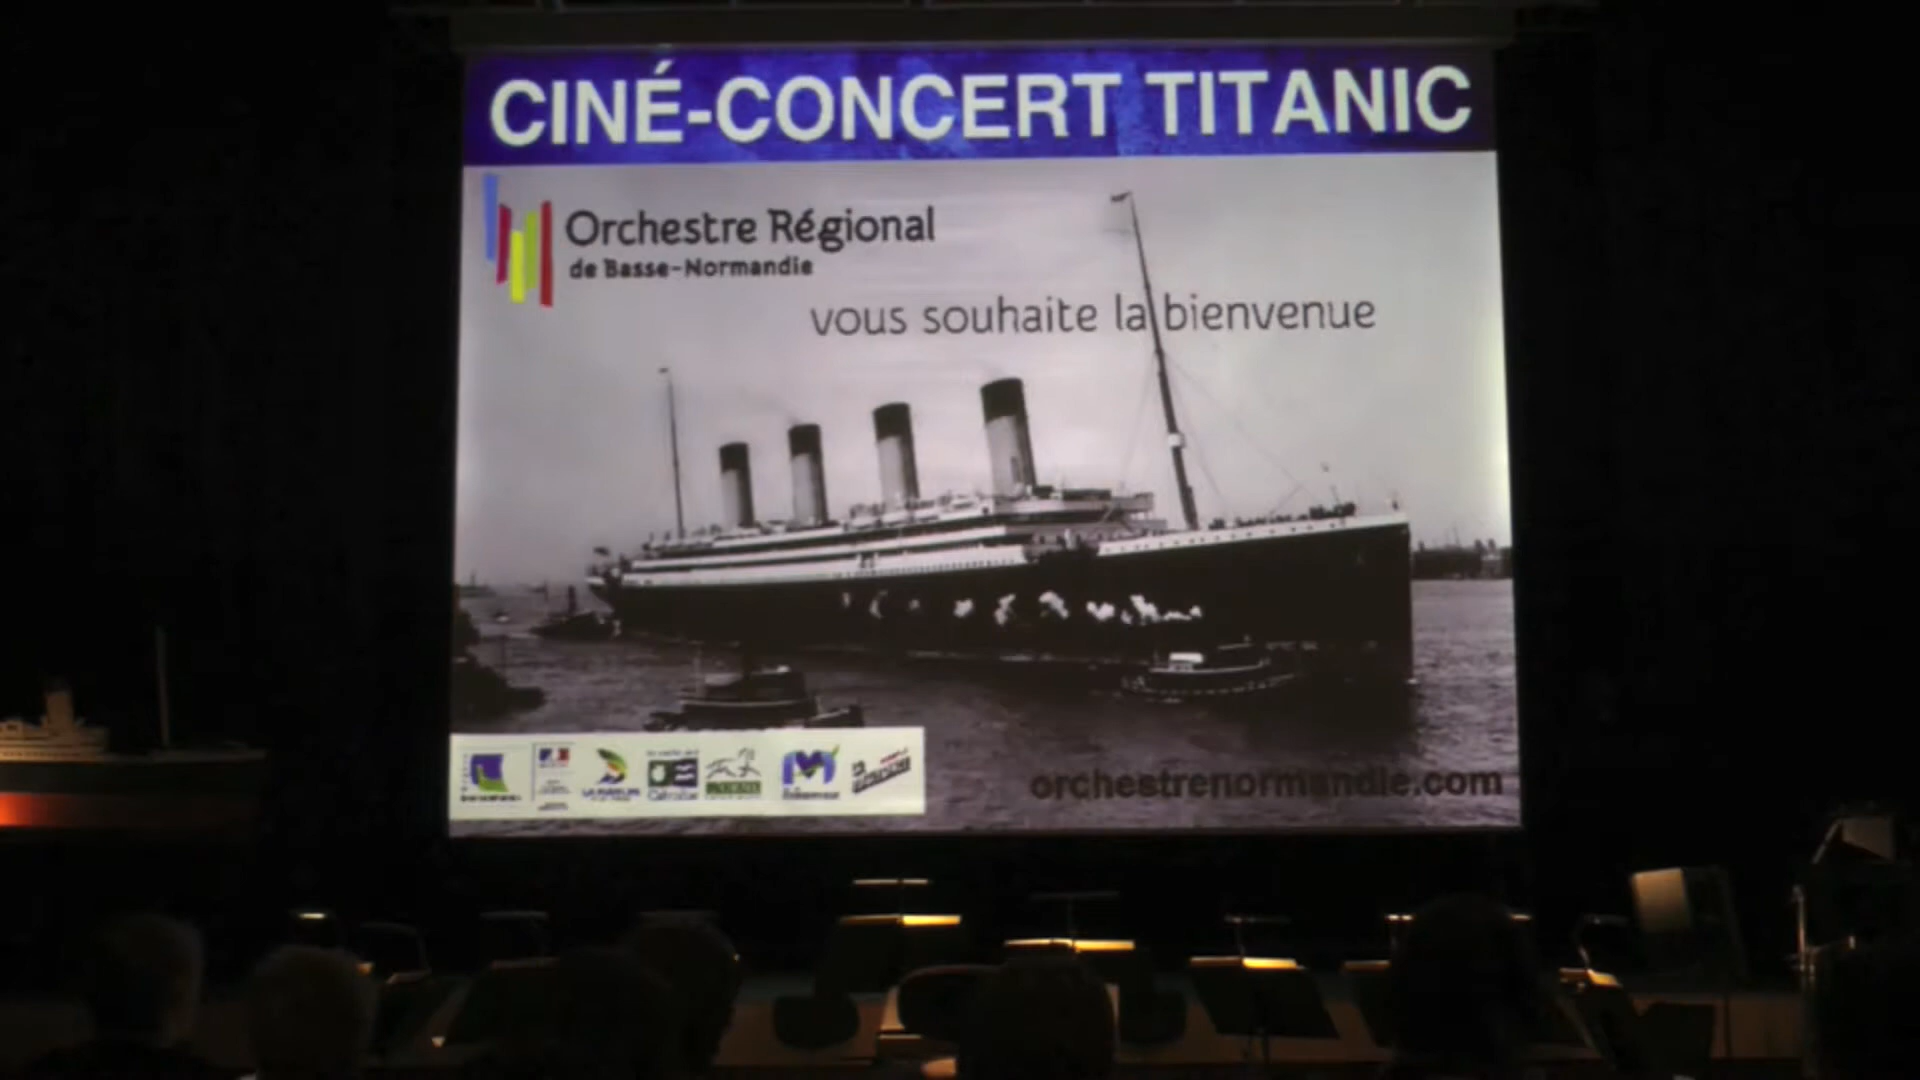 CINÉ-CONCERT TITANIC
Orchestre Régional
de Basse-Normandie
vous souhaite la bienvenue
orchestrenormandie.com